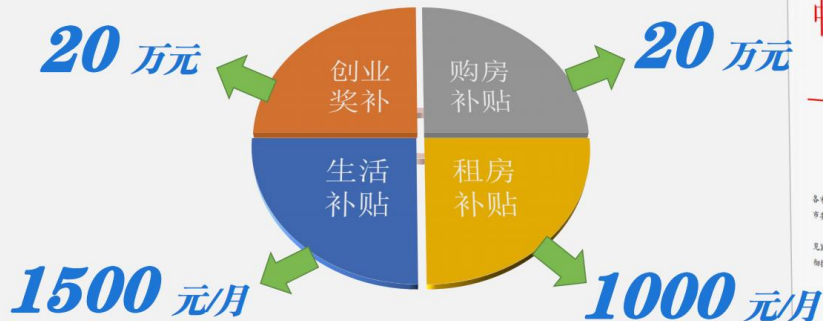 20 万元
创业
奖补
购房
补贴
20 万元
生活
补贴
租房
补贴
1500 元/月
1000 元/月